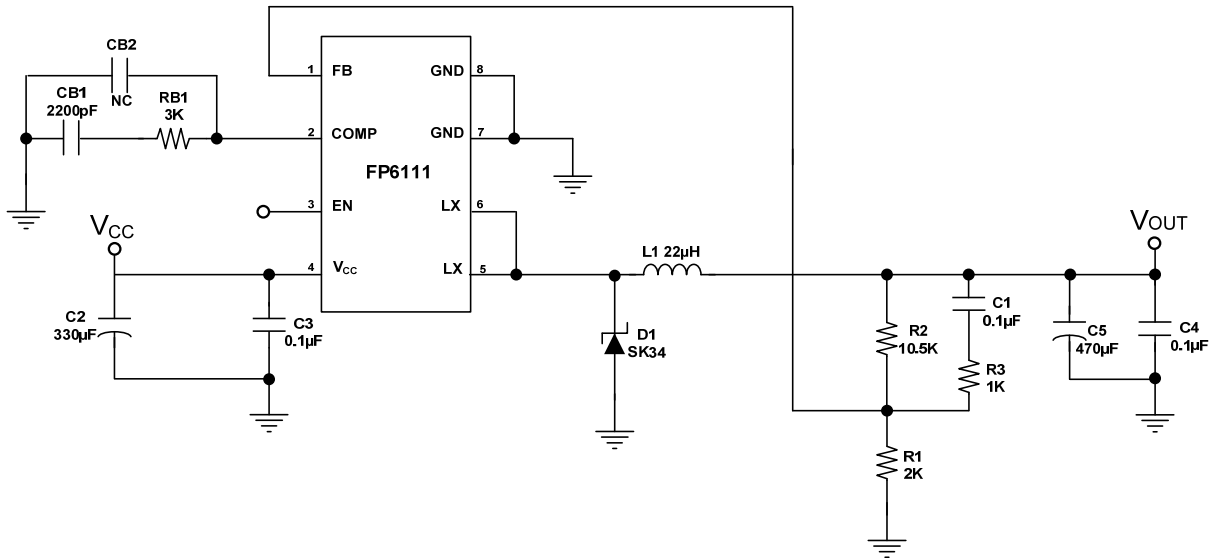 CB2
NC
CB1
2200pF
RB1
3K
1
FB
2
COMP
3
EN
4
VCC
FP6111
GND
8
GND
7
LX
6
LX
5
VCC
C2
330µF
C3
0.1µF
L1 22µH
D1
SK34
R2
10.5K
C1
0.1µF
R3
1K
R1
2K
C5
470µF
C4
0.1µF
VOUT